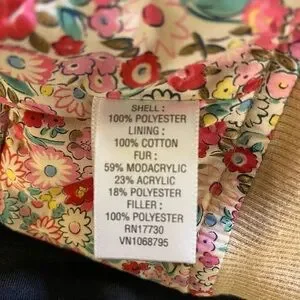 SHELL :
100% POLYESTER
LINING :
100% COTTON
FUR :
59% MODACRYLIC
23% ACRYLIC
18% POLYESTER
FILLER :
100% POLYESTER
RN17730
VN1068795